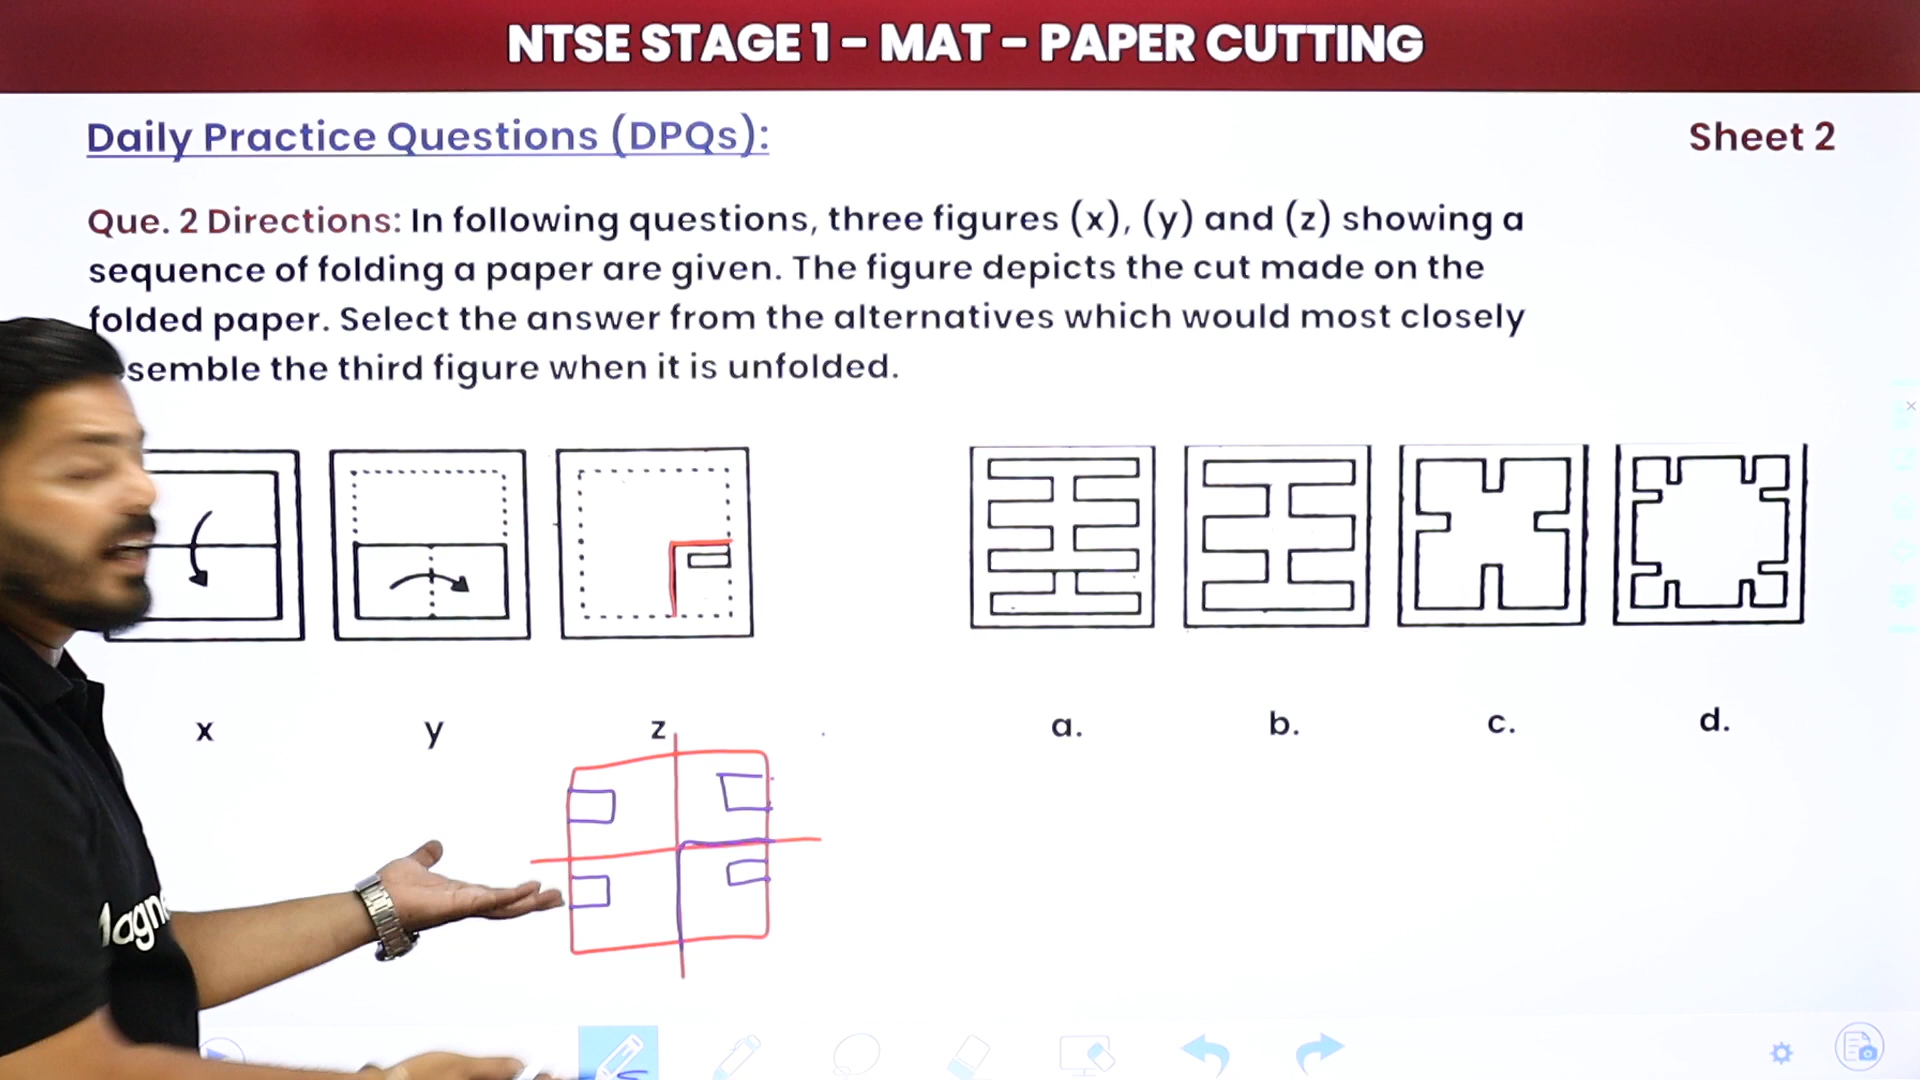 NTSE STAGE 1 – MAT – PAPER CUTTING
Daily Practice Questions (DPQs):
Sheet 2
Que. 2 Directions: In following questions, three figures (x), (y) and (z) showing a
sequence of folding a paper are given. The figure depicts the cut made on the
folded paper. Select the answer from the alternatives which would most closely
semble the third figure when it is unfolded.
x y z a. b. c. d.
Magne